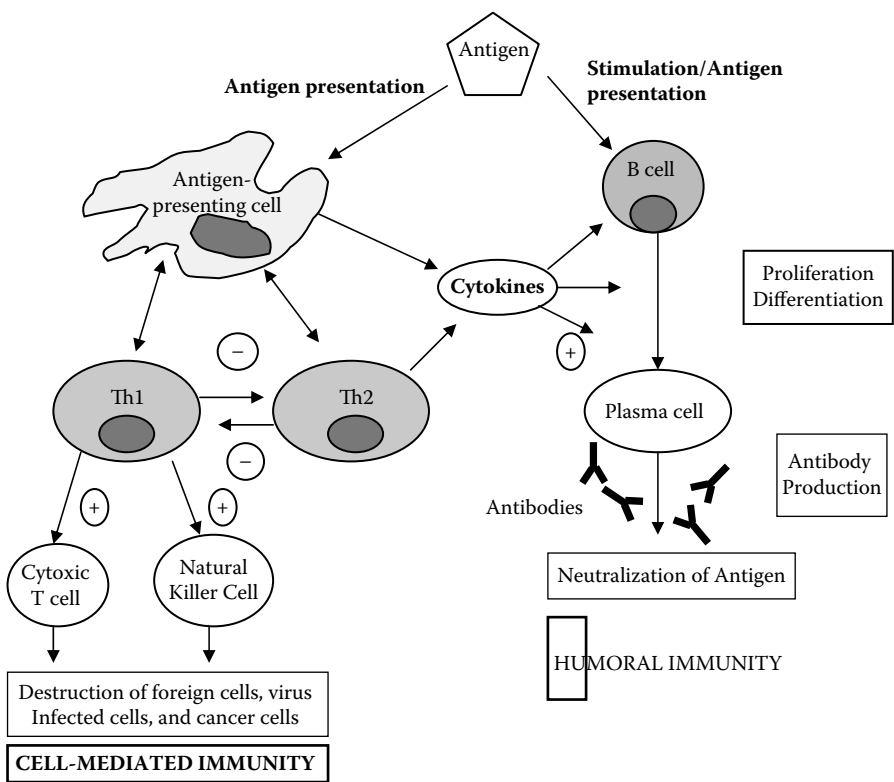 Antigen
Antigen presentation
Stimulation/Antigen
presentation
Antigen-
presenting cell
B cell
Cytokines
Proliferation
Differentiation
+
−
Th1
Th2
Plasma cell
−
Antibody
Production
+
+
Antibodies
Cytoxic
T cell
Natural
Killer Cell
Neutralization of Antigen
HUMORAL IMMUNITY
Destruction of foreign cells, virus
Infected cells, and cancer cells
CELL-MEDIATED IMMUNITY